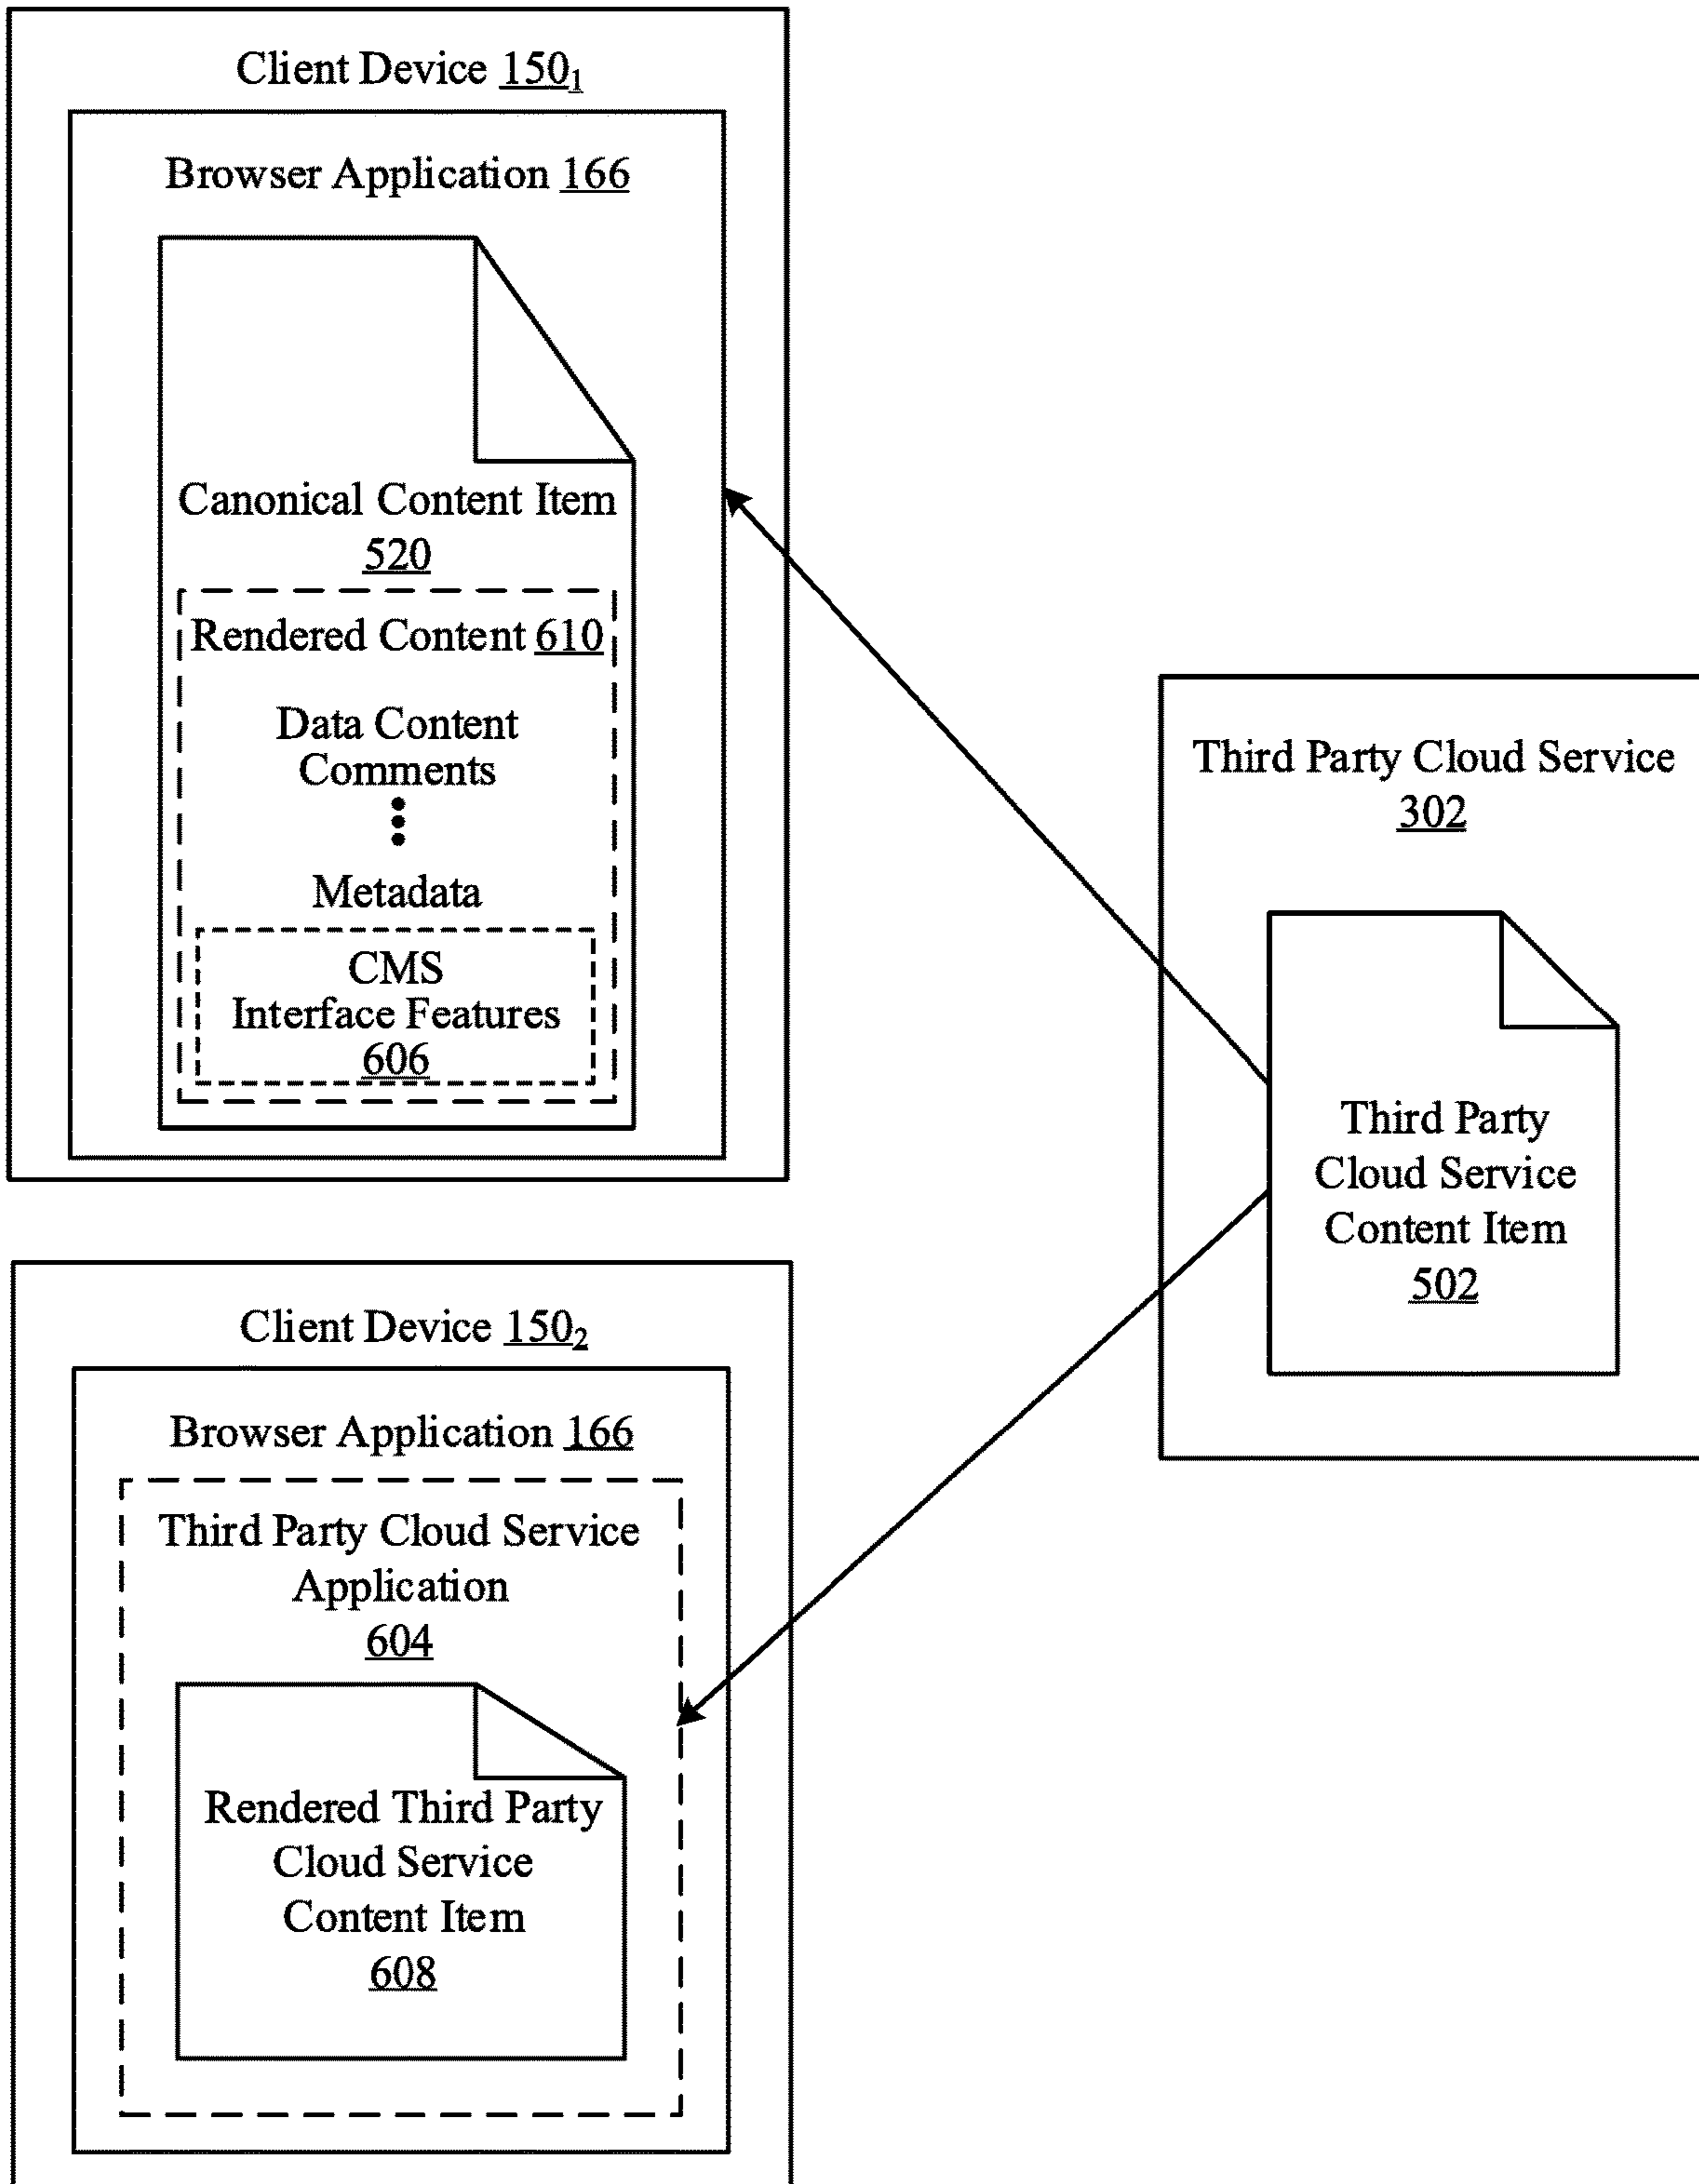 Client Device 150₁
Browser Application 166
Canonical Content Item
520
Rendered Content 610
Data Content
Comments
Metadata
CMS
Interface Features
606
Third Party Cloud Service
302
Third Party
Cloud Service
Content Item
502
Client Device 150₂
Browser Application 166
Third Party Cloud Service
Application
604
Rendered Third Party
Cloud Service
Content Item
608